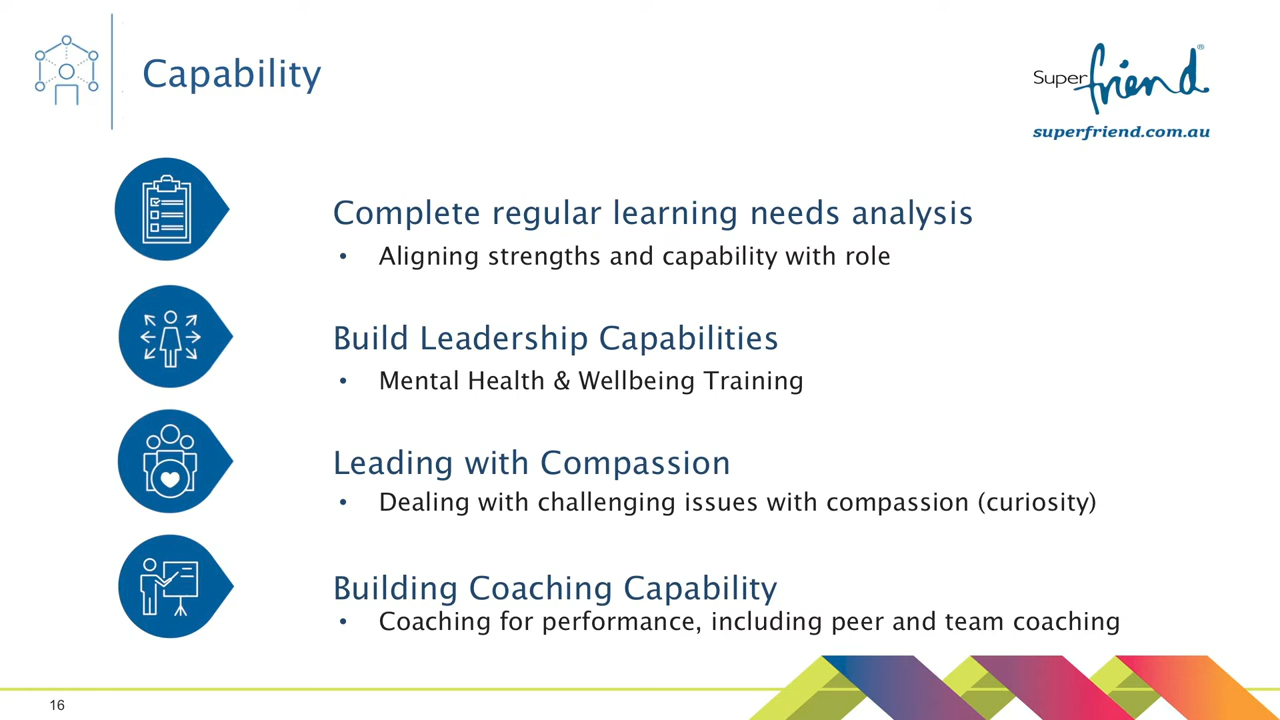 Capability
Super friend®
superfriend.com.au
Complete regular learning needs analysis
• Aligning strengths and capability with role
Build Leadership Capabilities
• Mental Health & Wellbeing Training
Leading with Compassion
• Dealing with challenging issues with compassion (curiosity)
Building Coaching Capability
• Coaching for performance, including peer and team coaching
16